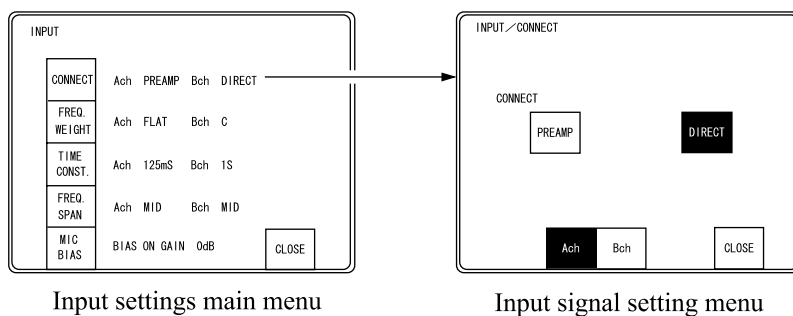 INPUT
CONNECT Ach PREAMP Bch DIRECT
FREQ. WEIGHT Ach FLAT Bch C
TIME CONST. Ach 125mS Bch 1S
FREQ. SPAN Ach MID Bch MID
MIC BIAS BIAS ON GAIN 0dB CLOSE
Input settings main menu
INPUT／CONNECT
CONNECT
PREAMP DIRECT
Ach Bch CLOSE
Input signal setting menu